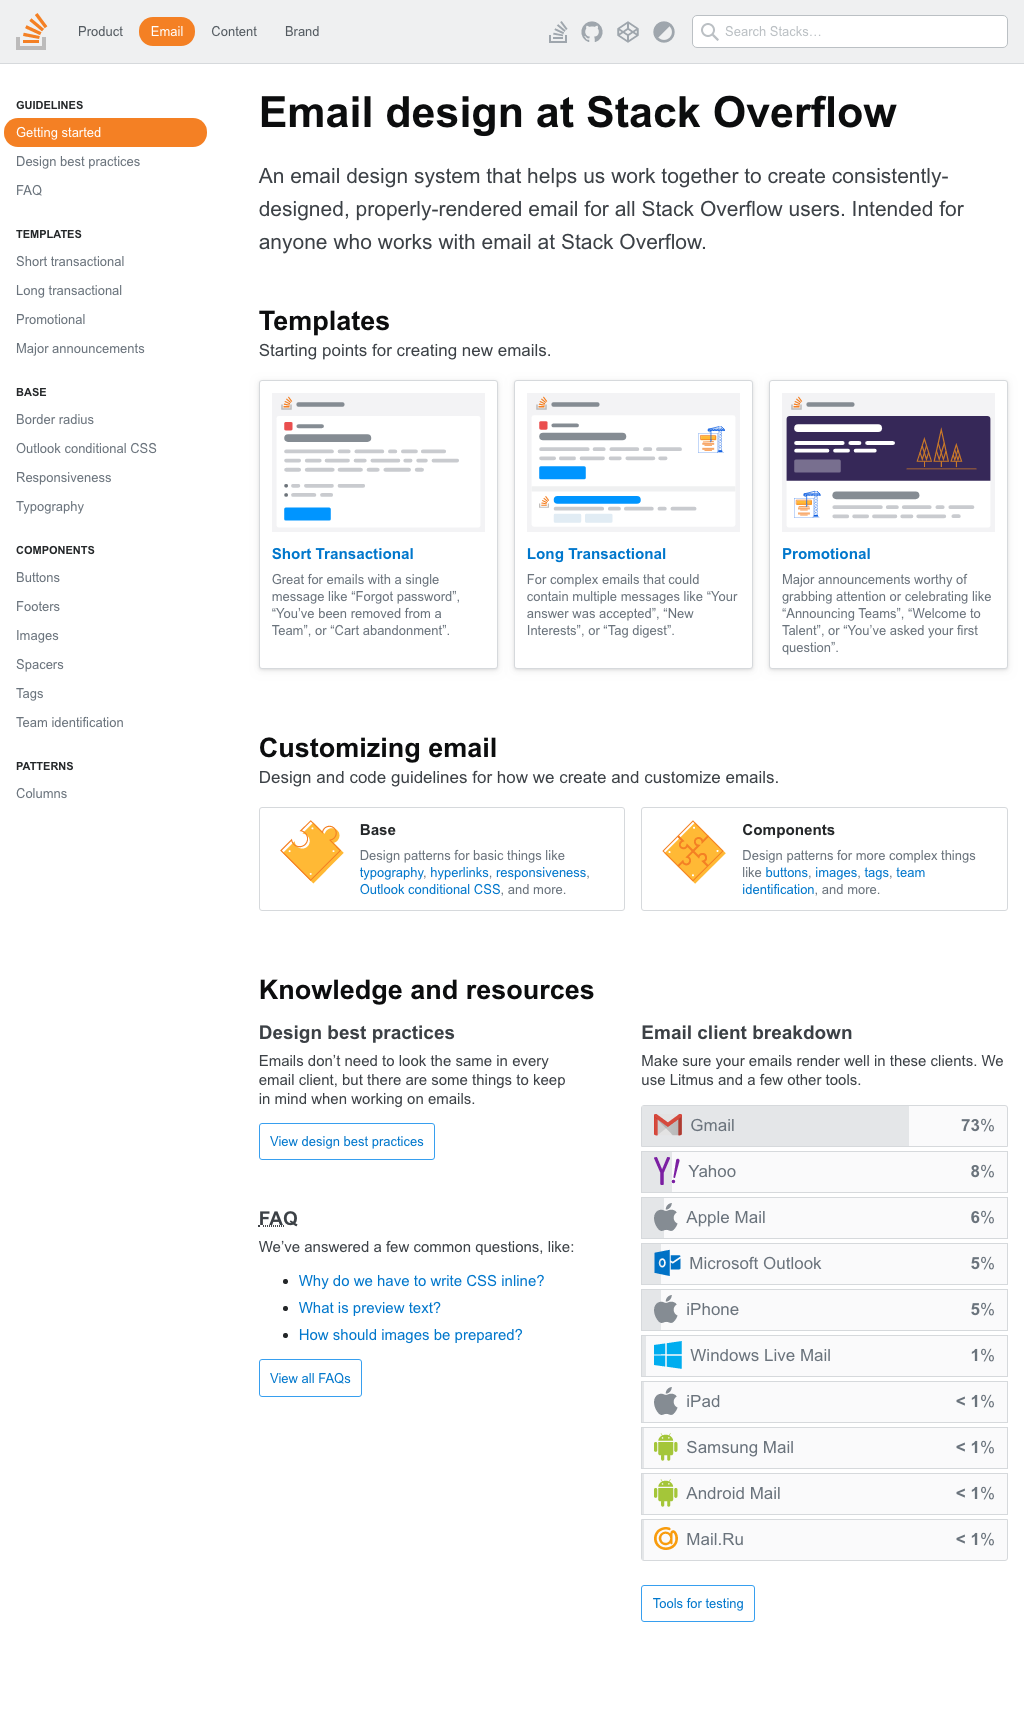 Product
Email
Content
Brand
Search Stacks...
GUIDELINES
Getting started
Design best practices
FAQ
TEMPLATES
Short transactional
Long transactional
Promotional
Major announcements
BASE
Border radius
Outlook conditional CSS
Responsiveness
Typography
COMPONENTS
Buttons
Footers
Images
Spacers
Tags
Team identification
PATTERNS
Columns
Email design at Stack Overflow
An email design system that helps us work together to create consistently-
designed, properly-rendered email for all Stack Overflow users. Intended for
anyone who works with email at Stack Overflow.
Templates
Starting points for creating new emails.
Short Transactional
Great for emails with a single
message like “Forgot password”,
“You’ve been removed from a
Team”, or “Cart abandonment”.
Long Transactional
For complex emails that could
contain multiple messages like “Your
answer was accepted”, “New
Interests”, or “Tag digest”.
Promotional
Major announcements worthy of
grabbing attention or celebrating like
“Announcing Teams”, “Welcome to
Talent”, or “You’ve asked your first
question”.
Customizing email
Design and code guidelines for how we create and customize emails.
Base
Design patterns for basic things like
typography, hyperlinks, responsiveness,
Outlook conditional CSS, and more.
Components
Design patterns for more complex things
like buttons, images, tags, team
identification, and more.
Knowledge and resources
Design best practices
Emails don’t need to look the same in every
email client, but there are some things to keep
in mind when working on emails.
View design best practices
FAQ
We’ve answered a few common questions, like:
• Why do we have to write CSS inline?
• What is preview text?
• How should images be prepared?
View all FAQs
Email client breakdown
Make sure your emails render well in these clients. We
use Litmus and a few other tools.
Gmail 73%
Yahoo 8%
Apple Mail 6%
Microsoft Outlook 5%
iPhone 5%
Windows Live Mail 1%
iPad < 1%
Samsung Mail < 1%
Android Mail < 1%
Mail.Ru < 1%
Tools for testing